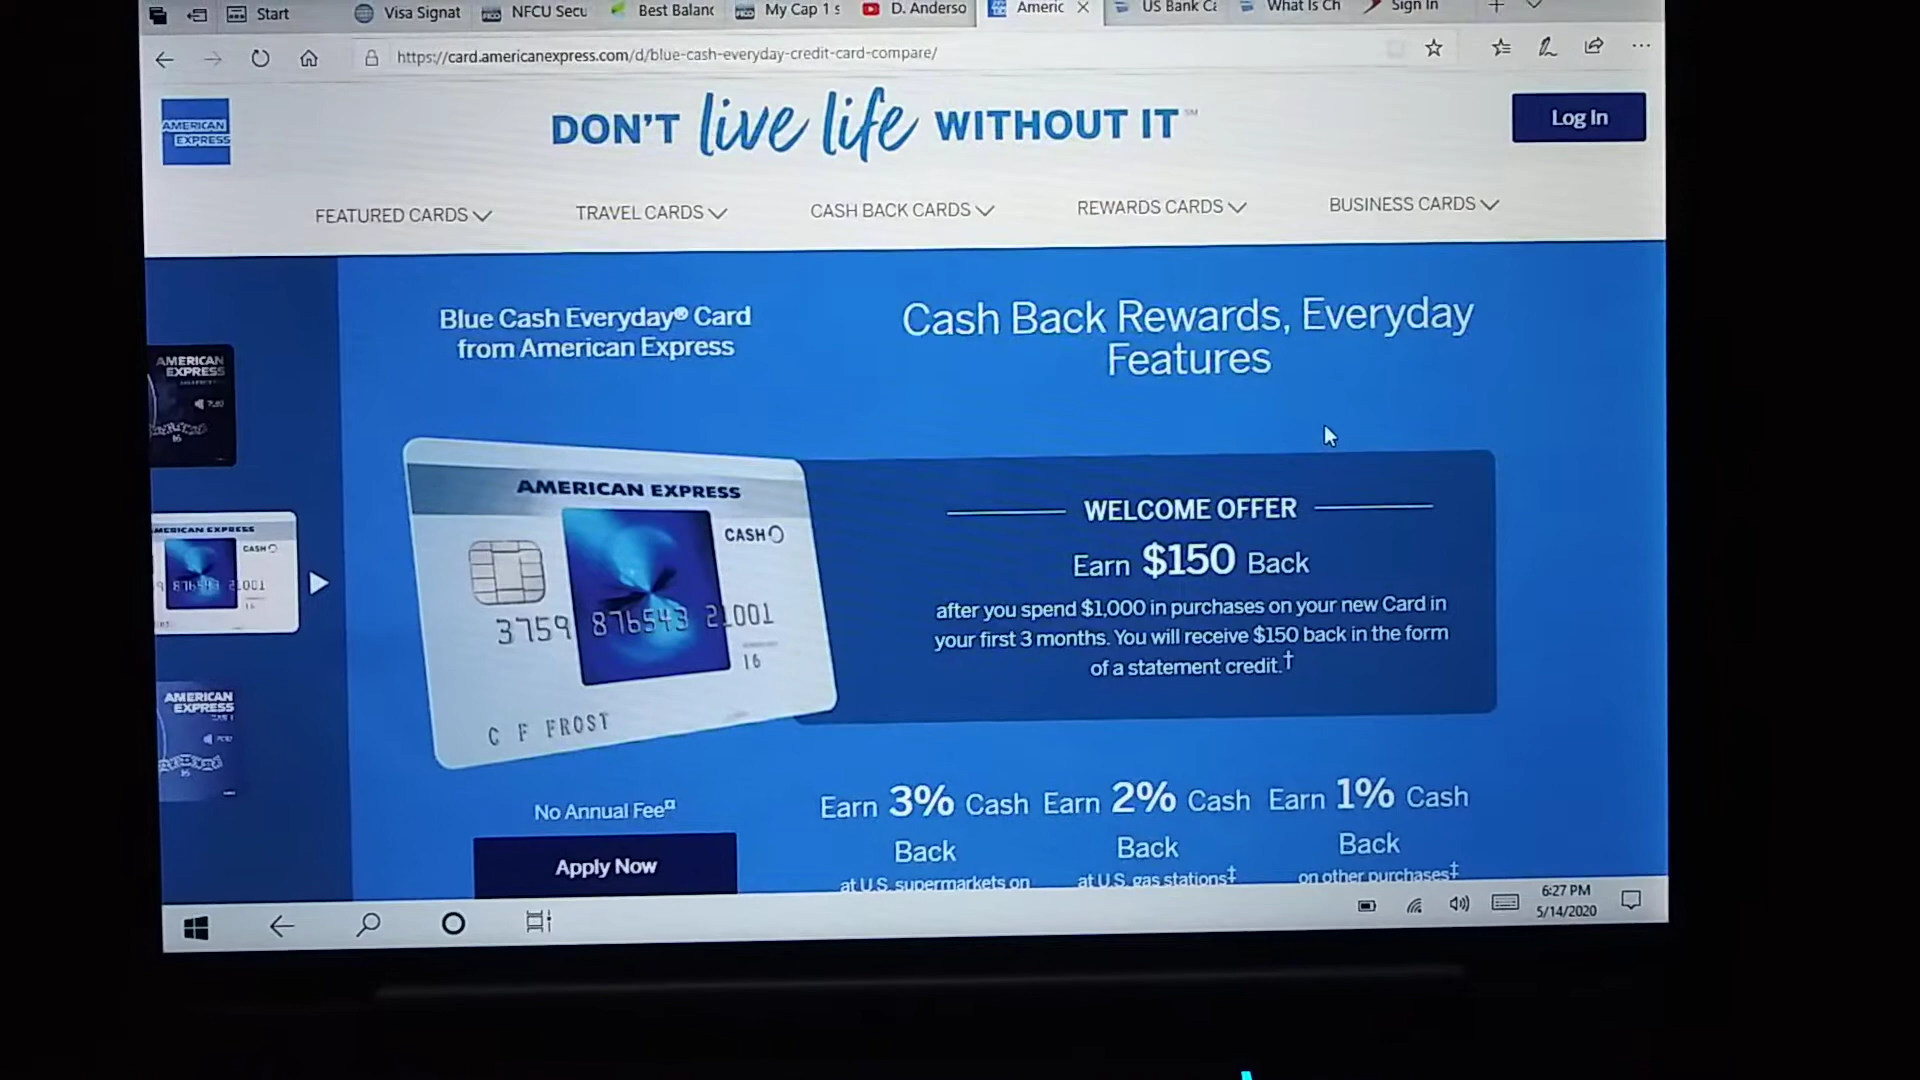 Start
Visa Signat
NFCU Secu
Best Balanc
My Cap 1 s
D. Anderso
Americ
US Bank Ca
What Is Ch
Sign In
https://card.americanexpress.com/d/blue-cash-everyday-credit-card-compare/
AMERICAN
EXPRESS
DON'T live life WITHOUT IT℠
Log In
FEATURED CARDS
TRAVEL CARDS
CASH BACK CARDS
REWARDS CARDS
BUSINESS CARDS
Blue Cash Everyday® Card
from American Express
Cash Back Rewards, Everyday
Features
AMERICAN
EXPRESS
AMERICAN EXPRESS
CASH
9 876543 21001
16
AMERICAN
EXPRESS
AMERICAN EXPRESS
CASH
3759 876543 21001
16
C F FROST
WELCOME OFFER
Earn $150 Back
after you spend $1,000 in purchases on your new Card in
your first 3 months. You will receive $150 back in the form
of a statement credit.†
No Annual Fee¤
Apply Now
Earn 3% Cash
Back
at U.S. supermarkets on
Earn 2% Cash
Back
at U.S. gas stations‡
Earn 1% Cash
Back
on other purchases‡
6:27 PM
5/14/2020